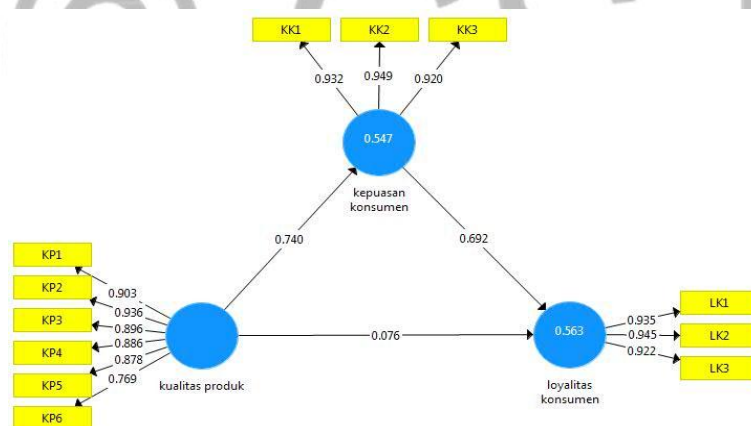 KK1 KK2 KK3
0.932 0.949 0.920
0.547
kepuasan
konsumen
0.740 0.692
KP1
KP2
KP3
KP4
KP5
KP6
0.903
0.936
0.896
0.886
0.878
0.769
kualitas produk
0.076
0.563
loyalitas
konsumen
0.935
0.945
0.922
LK1
LK2
LK3